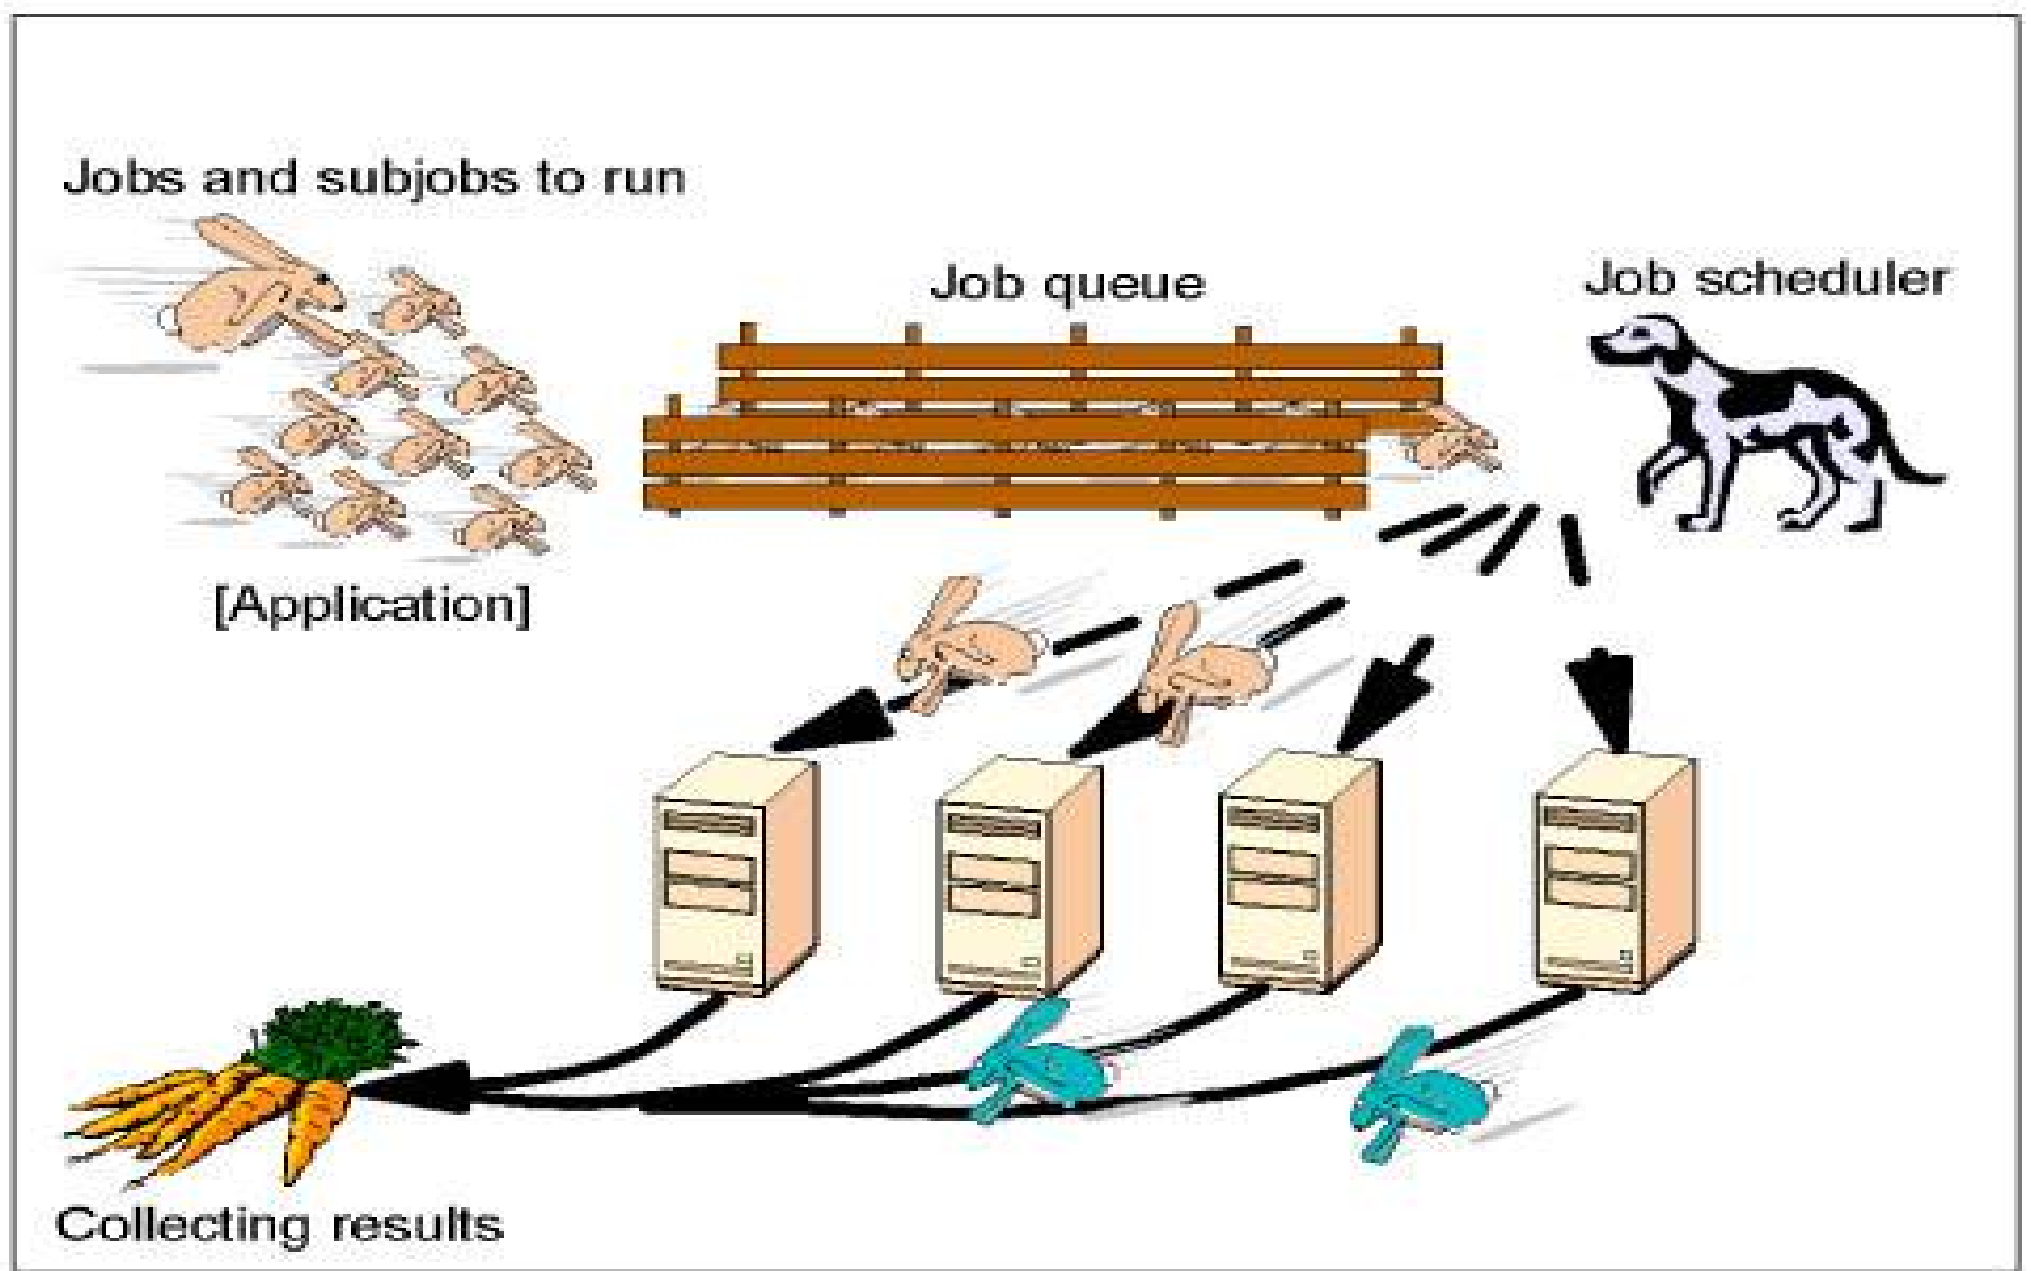 Jobs and subjobs to run
Job queue
Job scheduler
[Application]
Collecting results